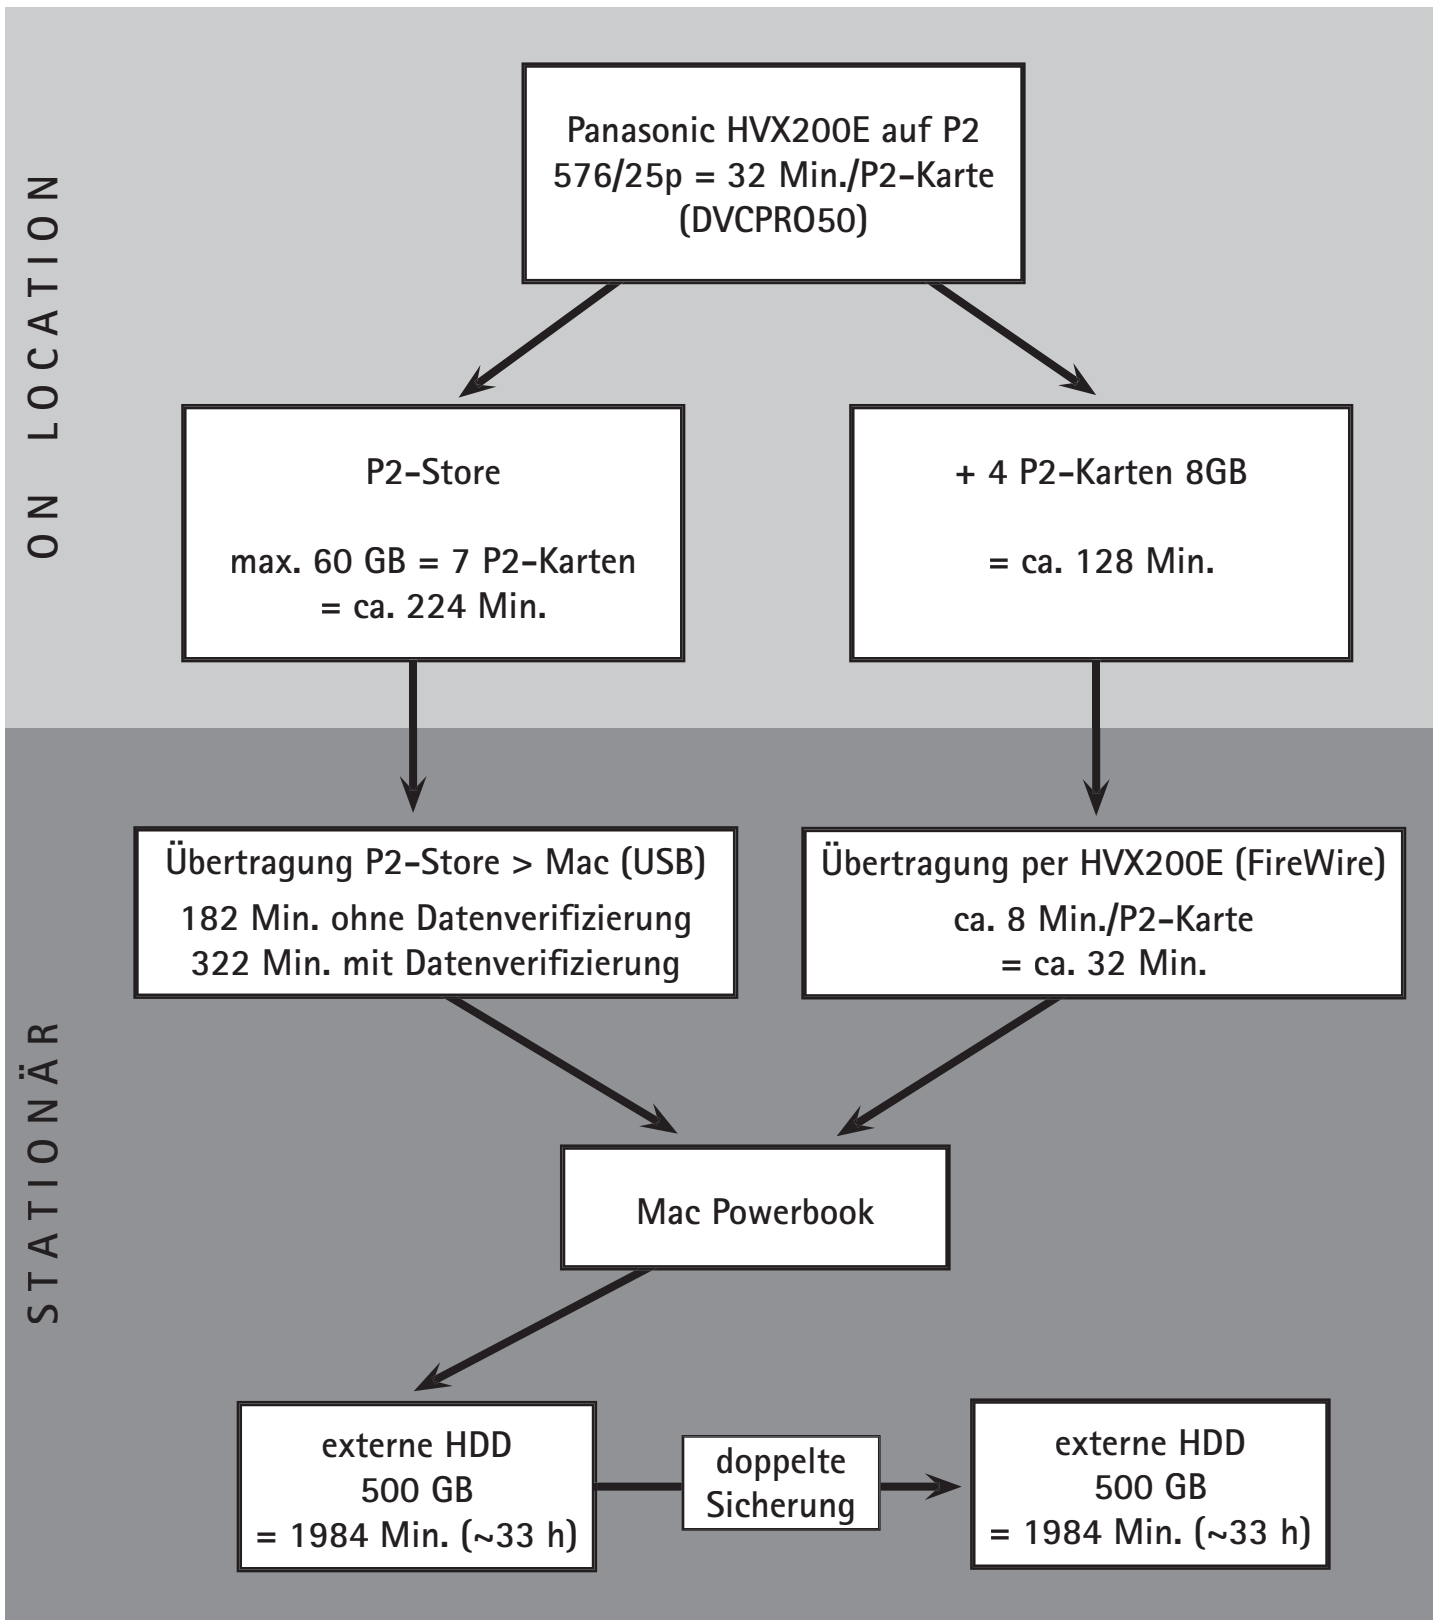 ON LOCATION
Panasonic HVX200E auf P2
576/25p = 32 Min./P2-Karte
(DVCPRO50)
P2-Store
max. 60 GB = 7 P2-Karten
= ca. 224 Min.
+ 4 P2-Karten 8GB
= ca. 128 Min.
STATIONÄR
Übertragung P2-Store > Mac (USB)
182 Min. ohne Datenverifizierung
322 Min. mit Datenverifizierung
Übertragung per HVX200E (FireWire)
ca. 8 Min./P2-Karte
= ca. 32 Min.
Mac Powerbook
externe HDD
500 GB
= 1984 Min. (~33 h)
doppelte
Sicherung
externe HDD
500 GB
= 1984 Min. (~33 h)